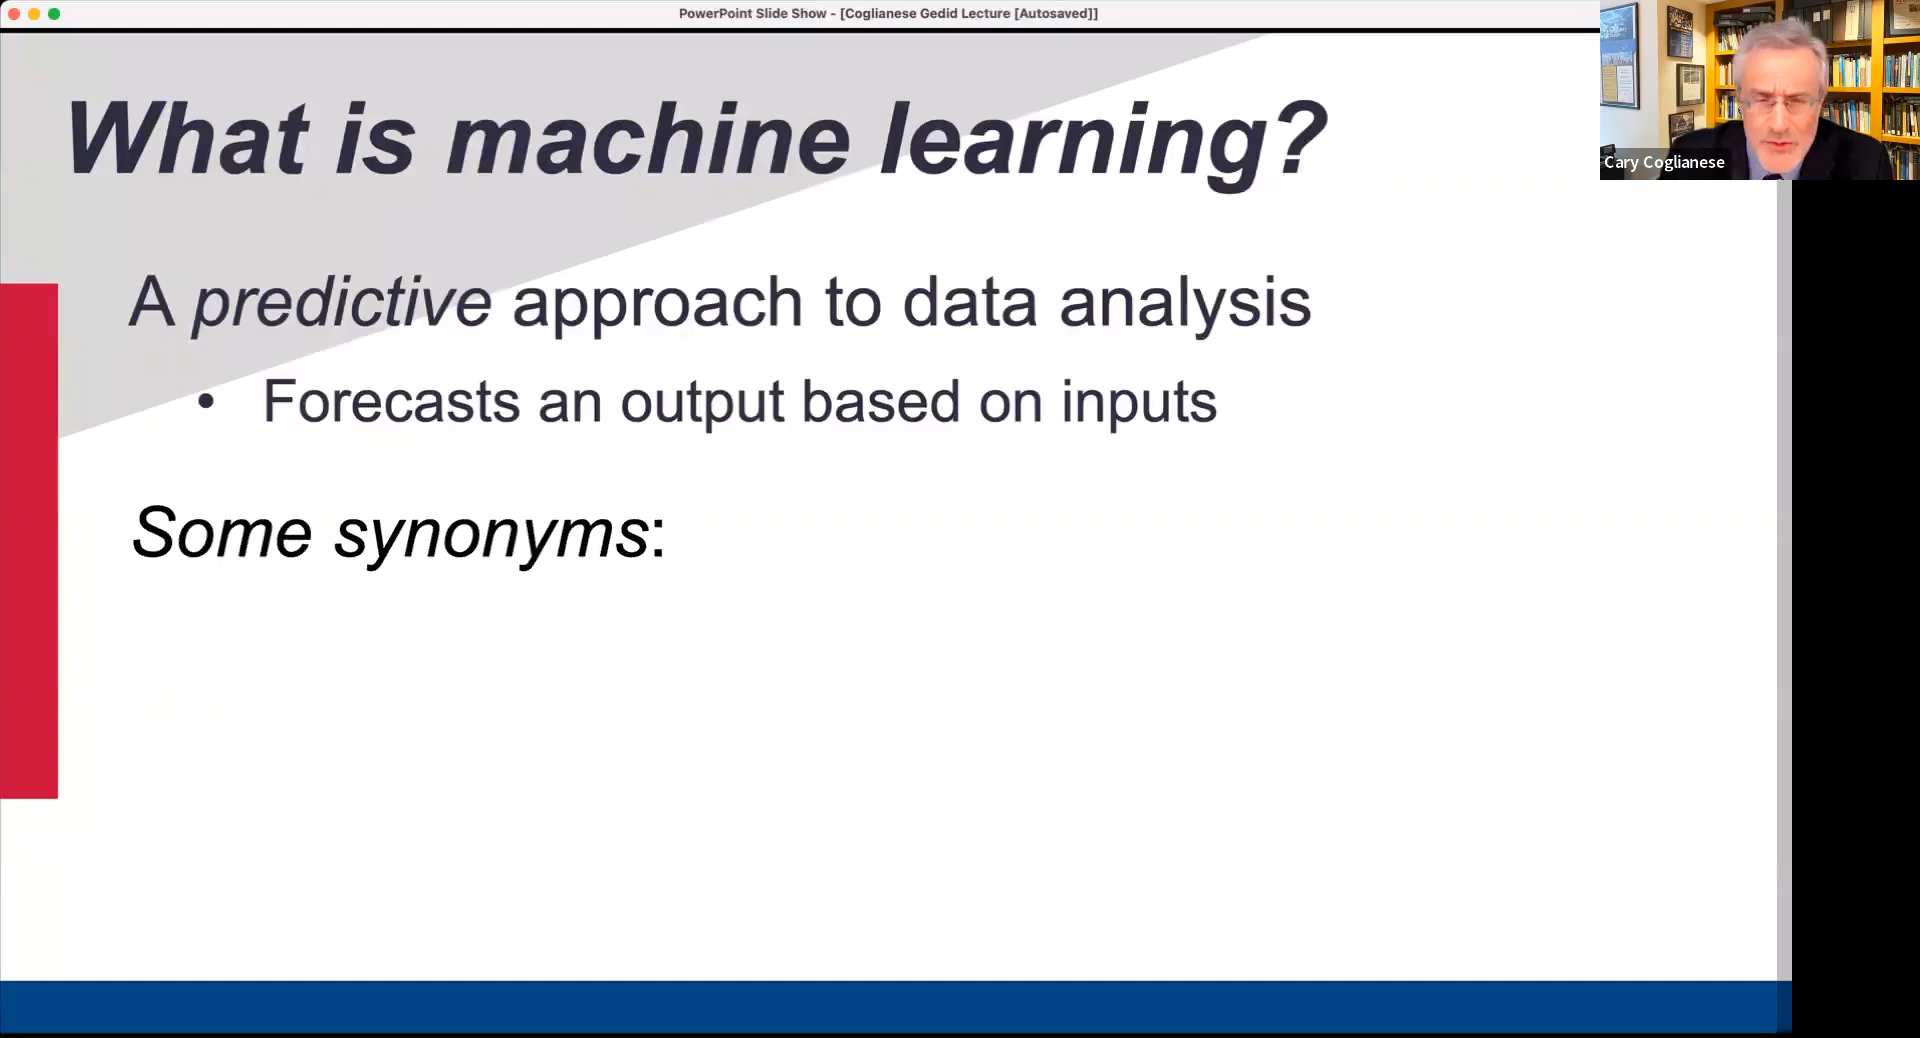 PowerPoint Slide Show - [Coglianese Gedid Lecture [Autosaved]]
Cary Coglianese
What is machine learning?
A predictive approach to data analysis
• Forecasts an output based on inputs
Some synonyms: